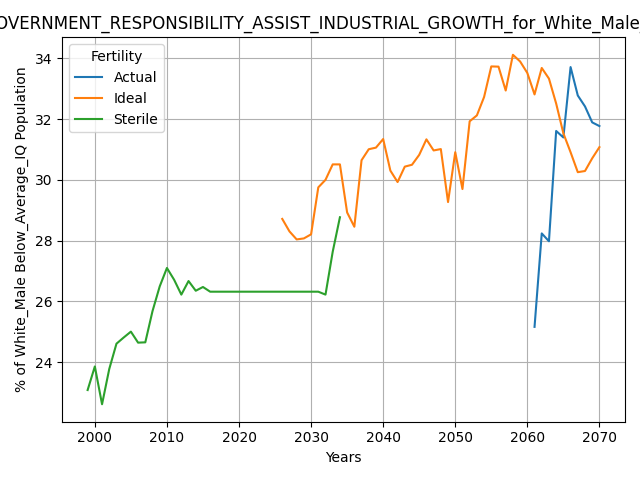 OVERNMENT_RESPONSIBILITY_ASSIST_INDUSTRIAL_GROWTH_for_White_Male_
Fertility
Actual
Ideal
Sterile
% of White_Male Below_Average_IQ Population
34
32
30
28
26
24
2000 2010 2020 2030 2040 2050 2060 2070
Years